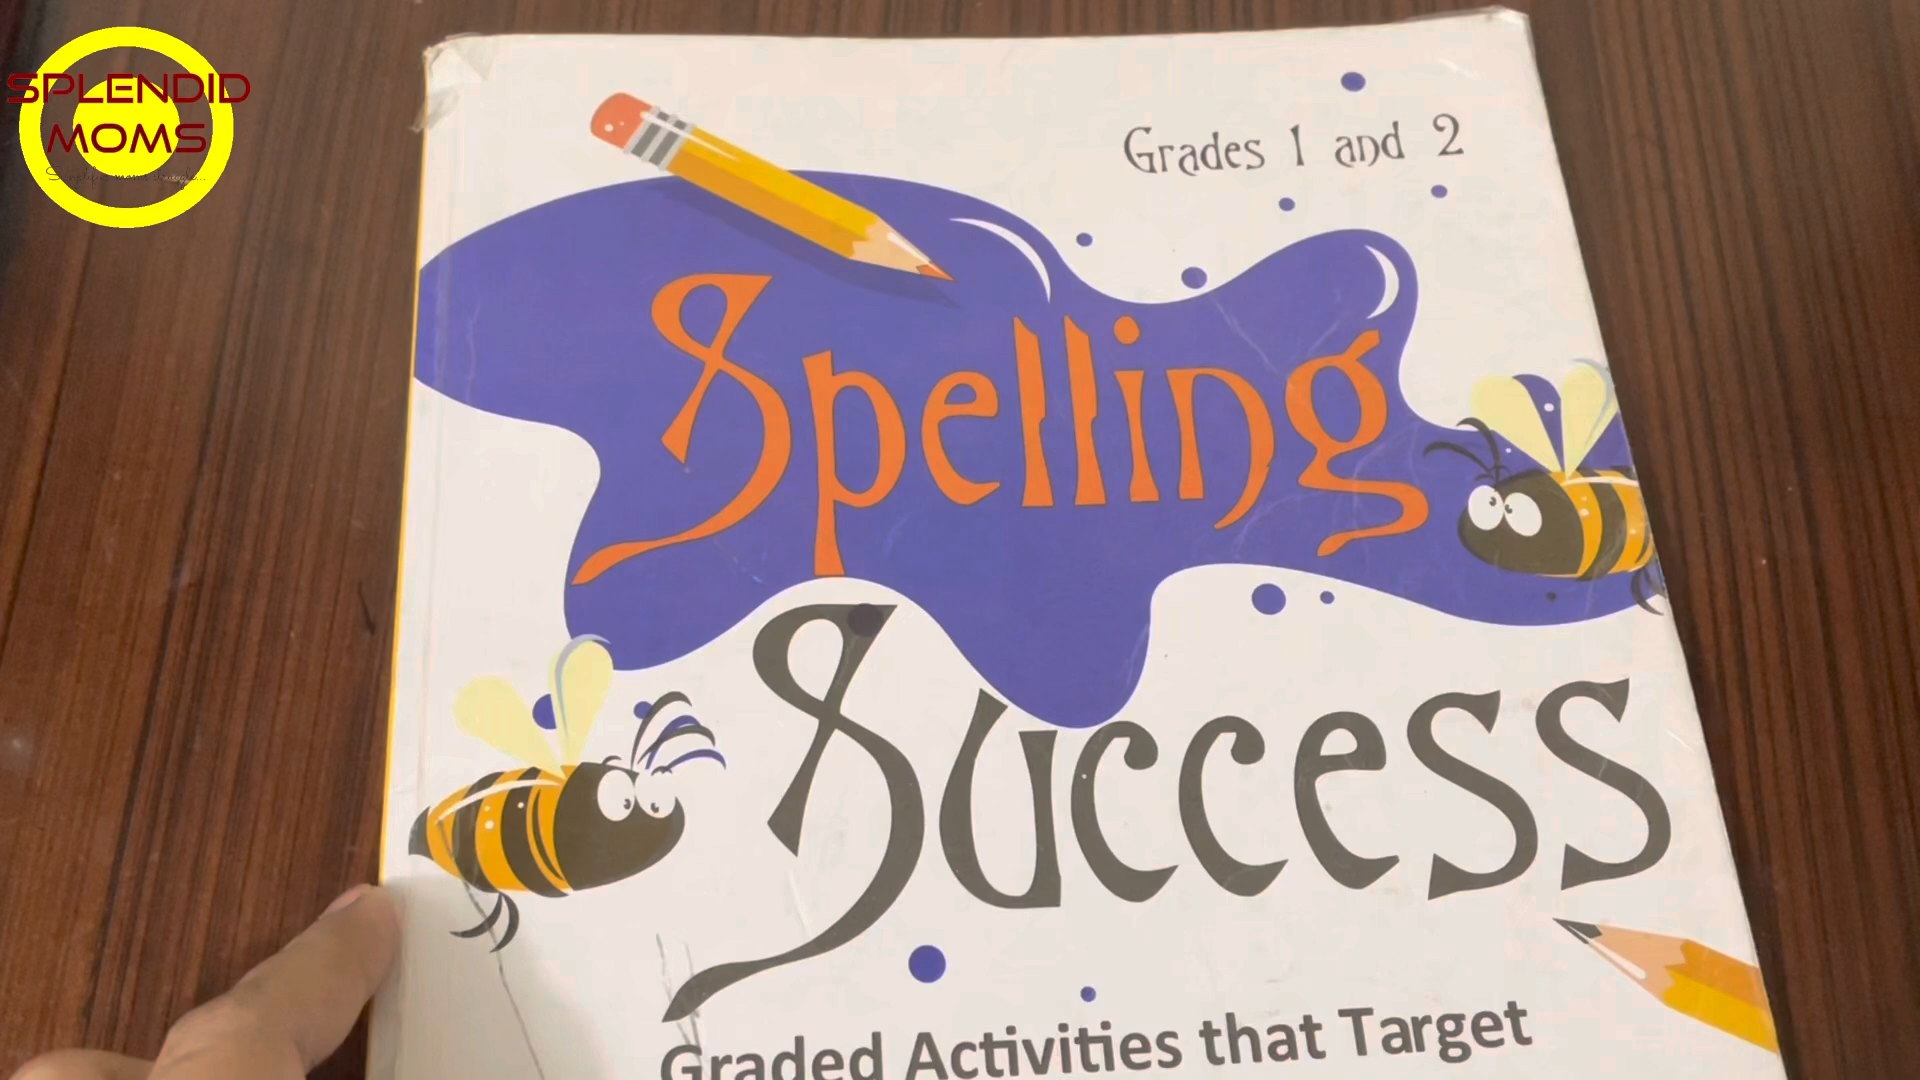 SPLENDID
MOMS
Grades 1 and 2
Spelling
Success
Graded Activities that Target